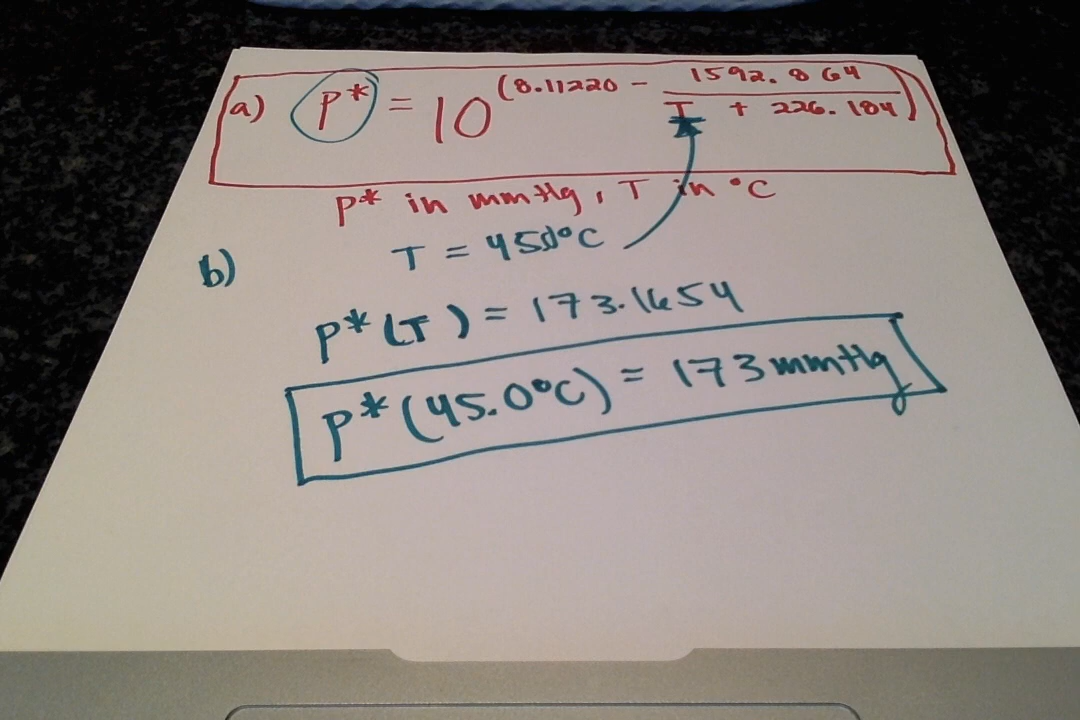 a) P* = 10^(8.11220 - 1592.864 / (T + 226.184))
P* in mmHg, T in °C
b) T = 45.0°C
P*(T) = 173.1654
P*(45.0°C) = 173 mmHg